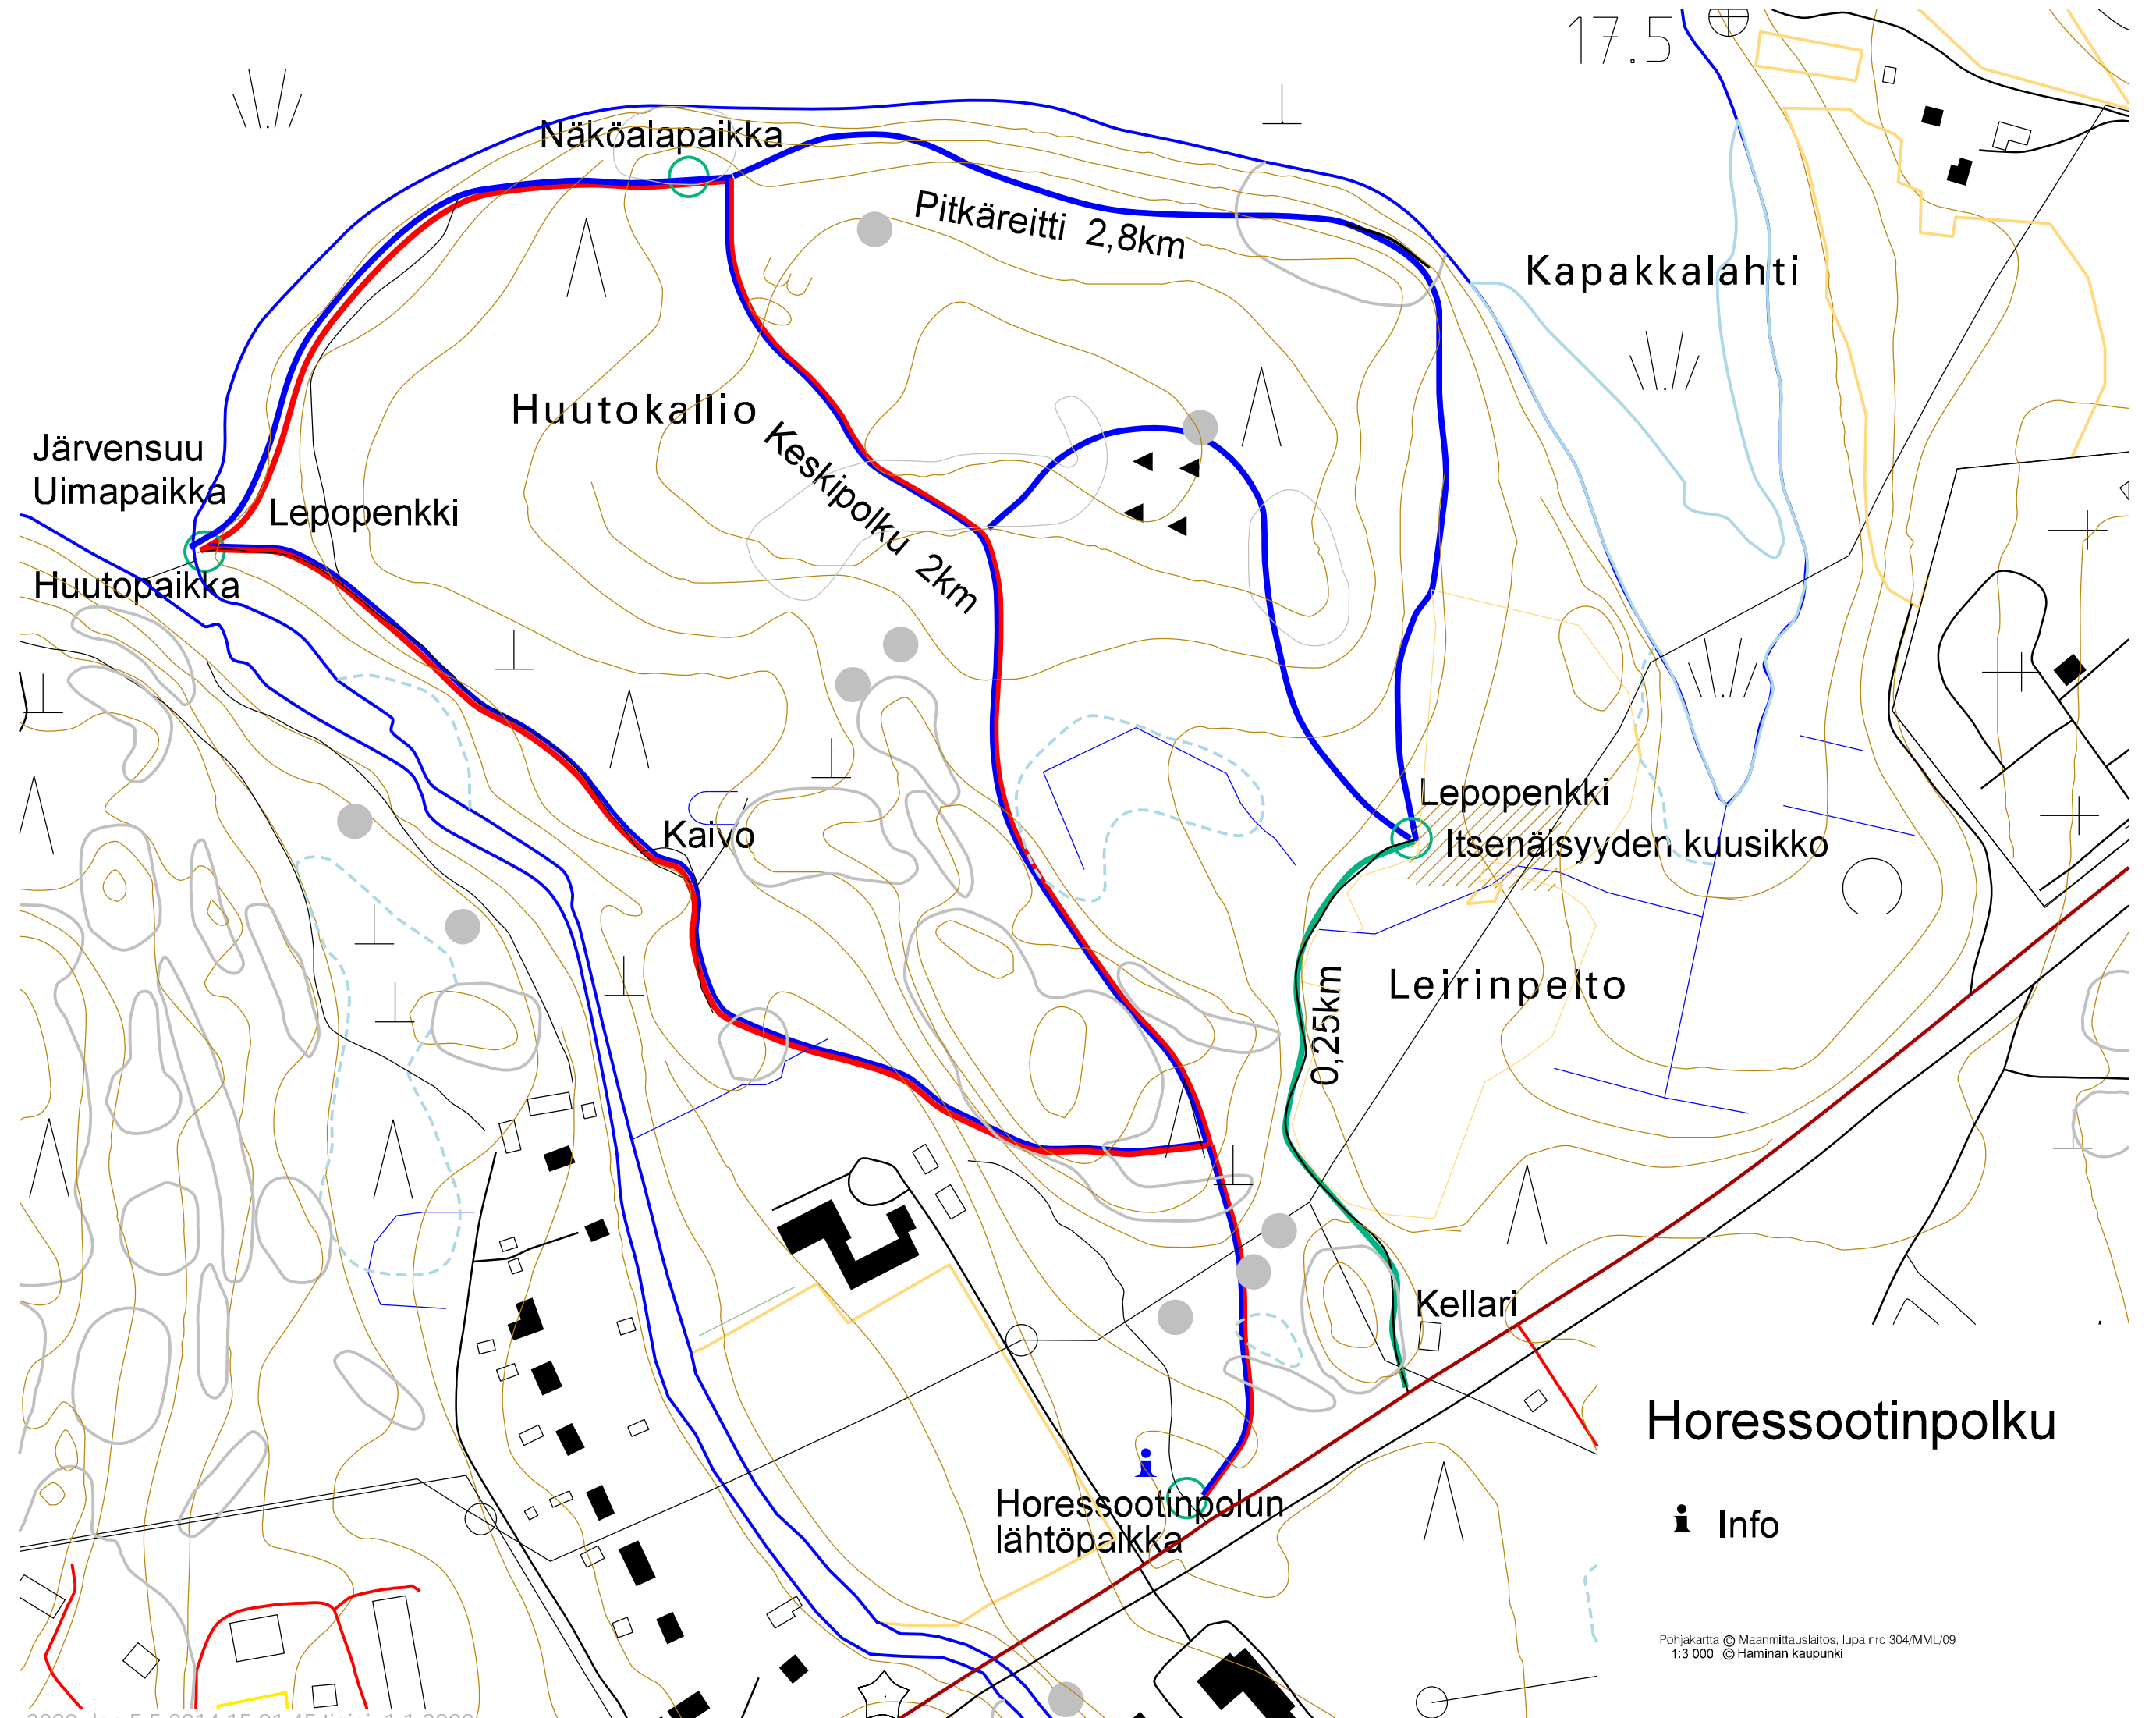 17.5
Näköalapaikka
Pitkäreitti 2,8km
Kapakkalahti
Huutokallio
Järvensuu
Uimapaikka
Lepopenkki
Keskipolku 2km
Huutopaikka
Lepopenkki
Kaivo
Itsenäisyyden kuusikko
Leirinpelto
0,25km
Kellari
Horessootinpolku
i
Horessootinpolun
lähtöpaikka
i Info
Pohjakartta © Maanmittauslaitos, lupa nro 304/MML/09
1:3 000 © Haminan kaupunki